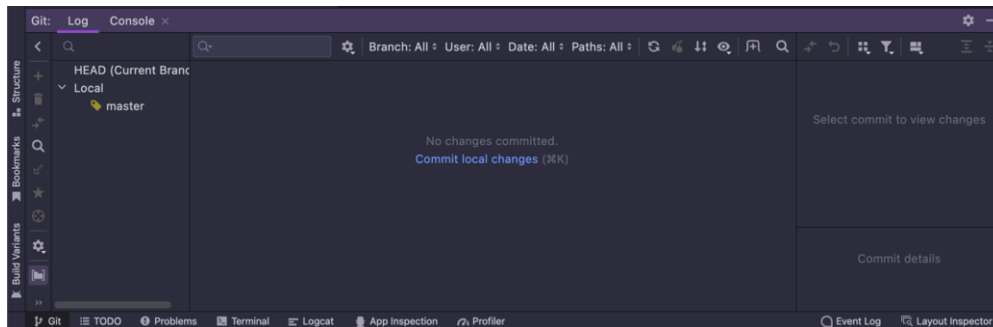 Git: Log Console
Branch: All User: All Date: All Paths: All
HEAD (Current Branc
Local
master
No changes committed.
Commit local changes (⌘K)
Select commit to view changes
Commit details
Structure
Bookmarks
Build Variants
Git TODO Problems Terminal Logcat App Inspection Profiler Event Log Layout Inspector